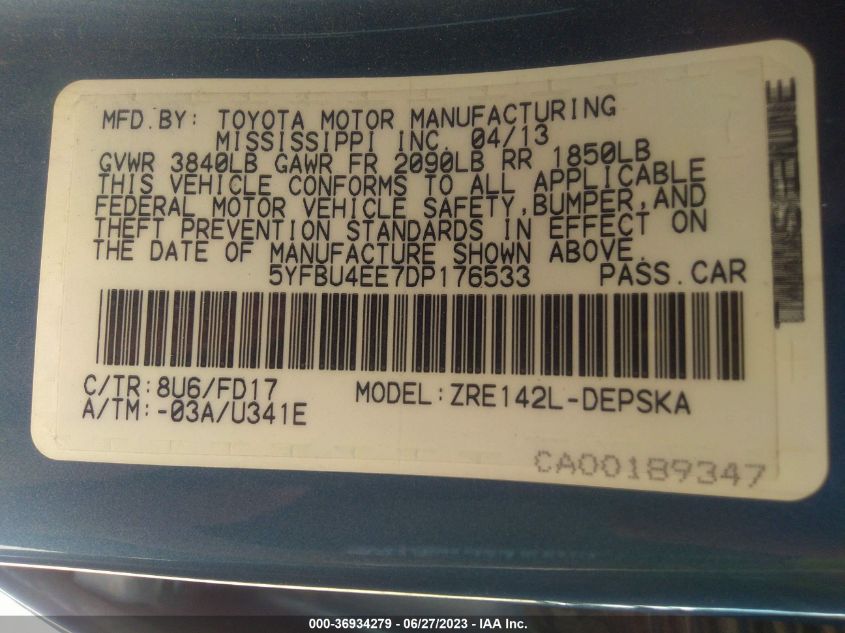 MFD.BY: TOYOTA MOTOR MANUFACTURING
MISSISSIPPI INC. 04/13
GVWR 3840LB GAWR FR 2090LB RR 1850LB
THIS VEHICLE CONFORMS TO ALL APPLICABLE
FEDERAL MOTOR VEHICLE SAFETY,BUMPER,AND
THEFT PREVENTION STANDARDS IN EFFECT ON
THE DATE OF MANUFACTURE SHOWN ABOVE.
5YFBU4EE7DP176533 PASS.CAR
C/TR:8U6/FD17 MODEL:ZRE142L-DEPSKA
A/TM:-03A/U341E
CA00189347
000-36934279 - 06/27/2023 - IAA Inc.